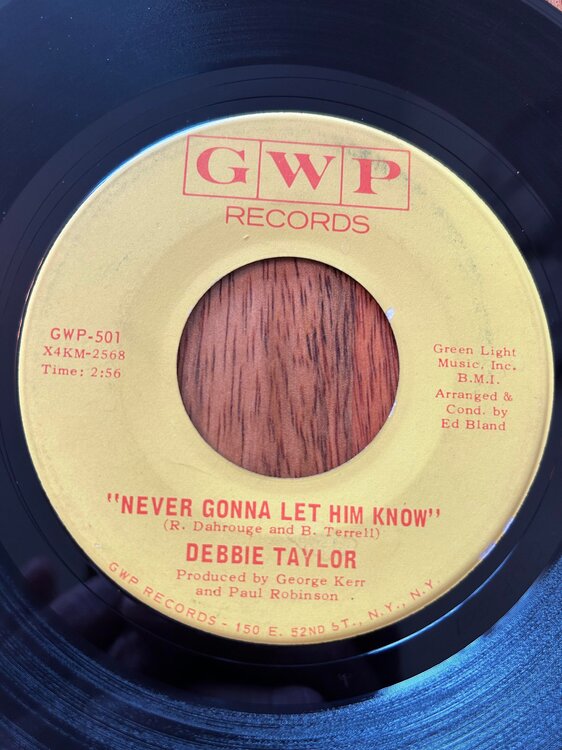 GWP
RECORDS
GWP-501
X4KM-2568
Time: 2:56
Green Light
Music, Inc.
B.M.I.
Arranged &
Cond. by
Ed Bland
"NEVER GONNA LET HIM KNOW"
(R. Dahrouge and B. Terrell)
DEBBIE TAYLOR
Produced by George Kerr
and Paul Robinson
GWP RECORDS - 150 E. 52ND ST., N.Y., N.Y.